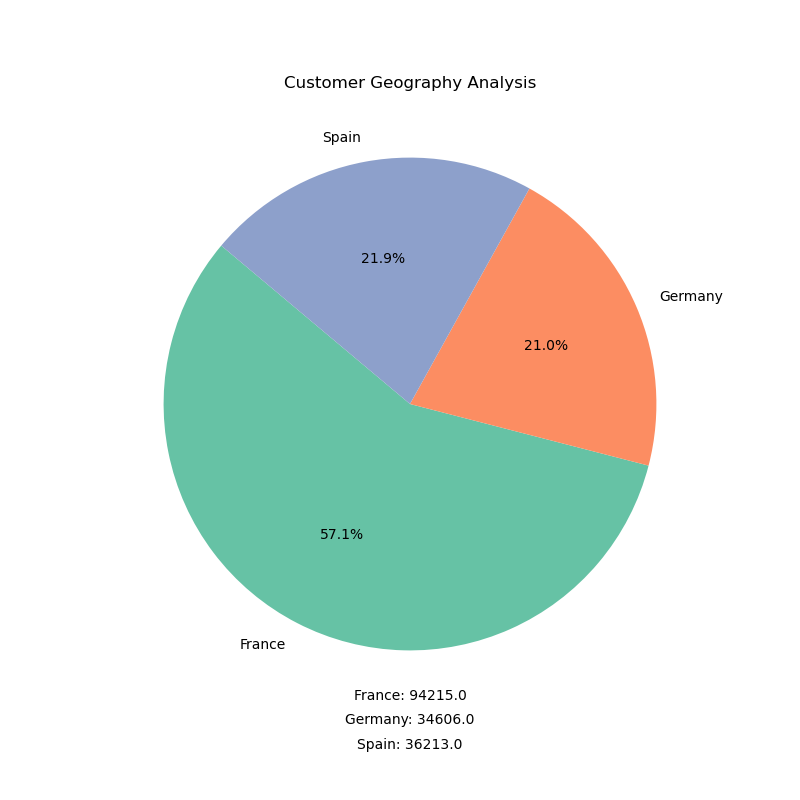 Customer Geography Analysis
Spain
21.9%
Germany
21.0%
57.1%
France
France: 94215.0
Germany: 34606.0
Spain: 36213.0